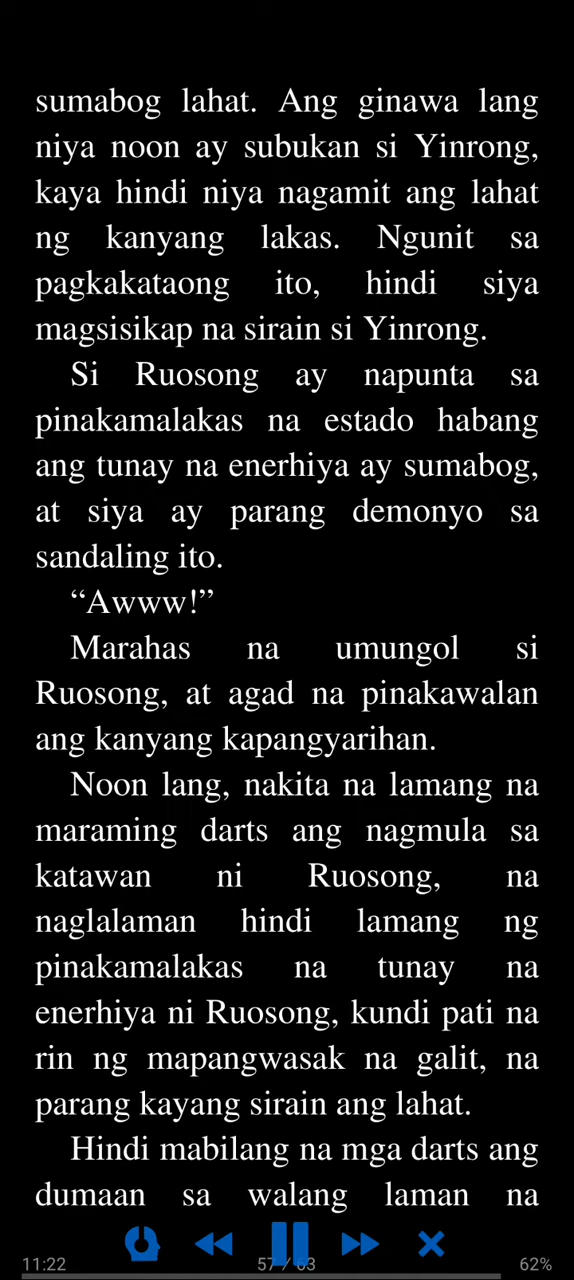 sumabog lahat. Ang ginawa lang
niya noon ay subukan si Yinrong,
kaya hindi niya nagamit ang lahat
ng kanyang lakas. Ngunit sa
pagkakataong ito, hindi siya
magsisikap na sirain si Yinrong.
Si Ruosong ay napunta sa
pinakamalakas na estado habang
ang tunay na enerhiya ay sumabog,
at siya ay parang demonyo sa
sandaling ito.
“Awww!”
Marahas na umungol si
Ruosong, at agad na pinakawalan
ang kanyang kapangyarihan.
Noon lang, nakita na lamang na
maraming darts ang nagmula sa
katawan ni Ruosong, na
naglalaman hindi lamang ng
pinakamalakas na tunay na
enerhiya ni Ruosong, kundi pati na
rin ng mapangwasak na galit, na
parang kayang sirain ang lahat.
Hindi mabilang na mga darts ang
dumaan sa walang laman na
11:22 57 / 63 62%